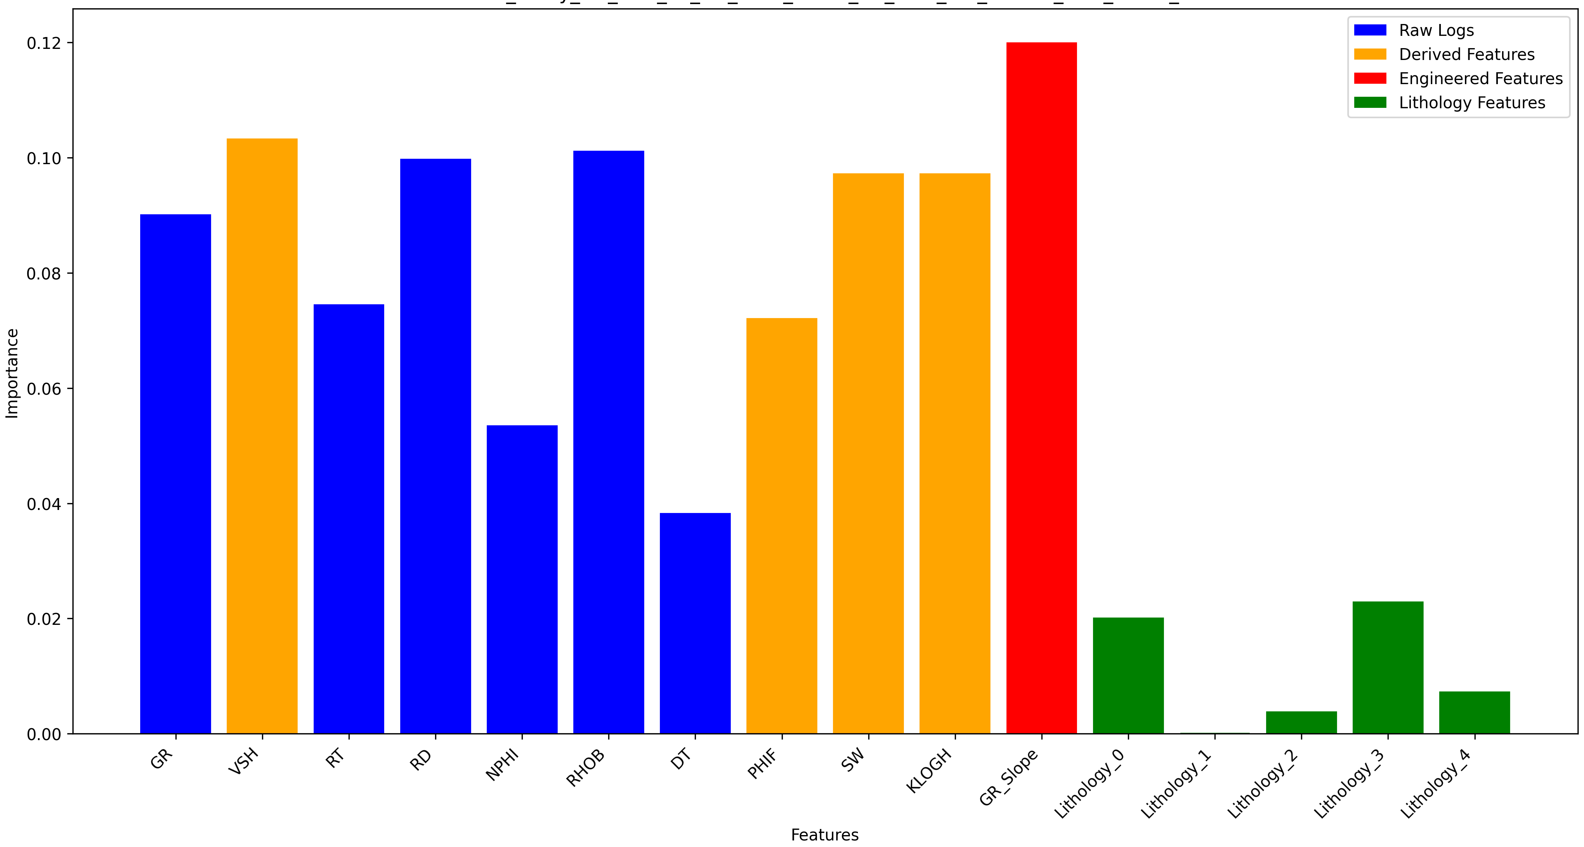 0.12
0.10
0.08
0.06
0.04
0.02
0.00
Importance
Raw Logs
Derived Features
Engineered Features
Lithology Features
GR
VSH
RT
RD
NPHI
RHOB
DT
PHIF
SW
KLOGH
GR_Slope
Lithology_0
Lithology_1
Lithology_2
Lithology_3
Lithology_4
Features